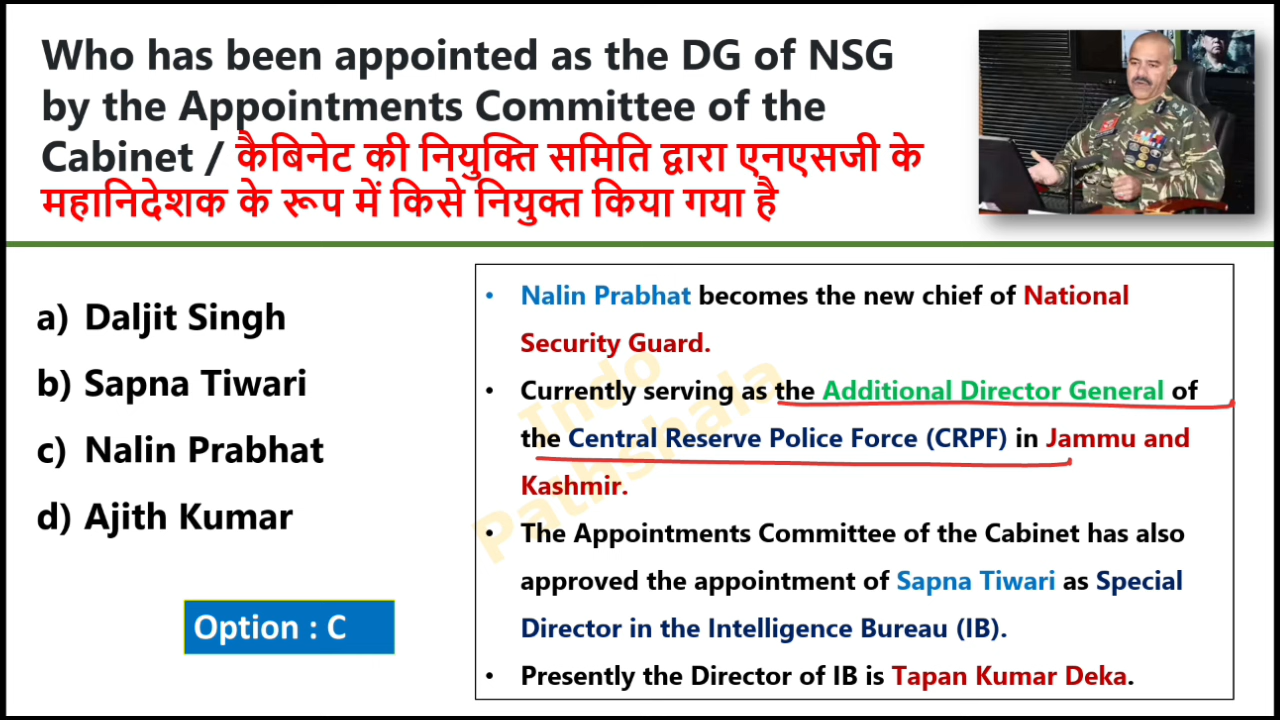 Who has been appointed as the DG of NSG
by the Appointments Committee of the
Cabinet / कैबिनेट की नियुक्ति समिति द्वारा एनएसजी के
महानिदेशक के रूप में किसे नियुक्त किया गया है
a) Daljit Singh
b) Sapna Tiwari
c) Nalin Prabhat
d) Ajith Kumar
Option : C
• Nalin Prabhat becomes the new chief of National
Security Guard.
• Currently serving as the Additional Director General of
the Central Reserve Police Force (CRPF) in Jammu and
Kashmir.
• The Appointments Committee of the Cabinet has also
approved the appointment of Sapna Tiwari as Special
Director in the Intelligence Bureau (IB).
• Presently the Director of IB is Tapan Kumar Deka.
Indo
Pathshala